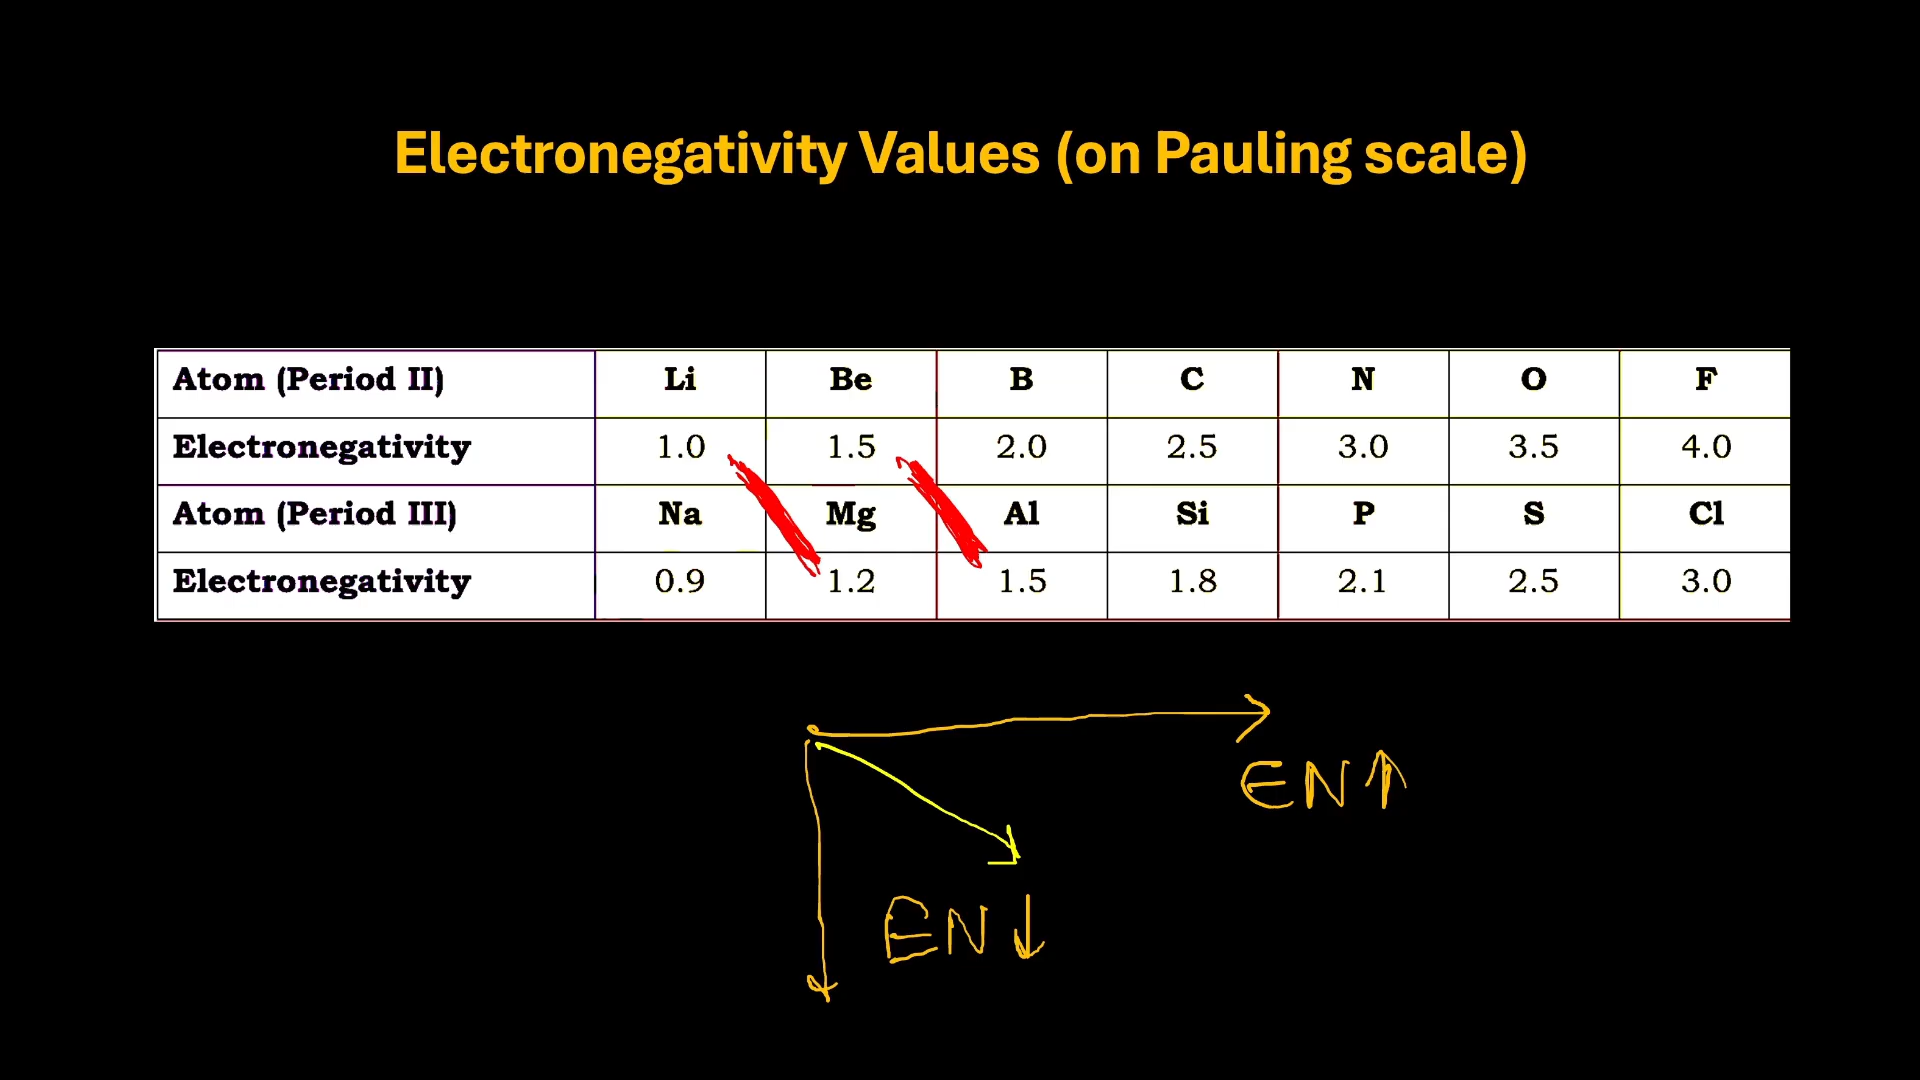 Electronegativity Values (on Pauling scale)
Atom (Period II) Li Be B C N O F
Electronegativity 1.0 1.5 2.0 2.5 3.0 3.5 4.0
Atom (Period III) Na Mg Al Si P S Cl
Electronegativity 0.9 1.2 1.5 1.8 2.1 2.5 3.0
EN↑
EN↓